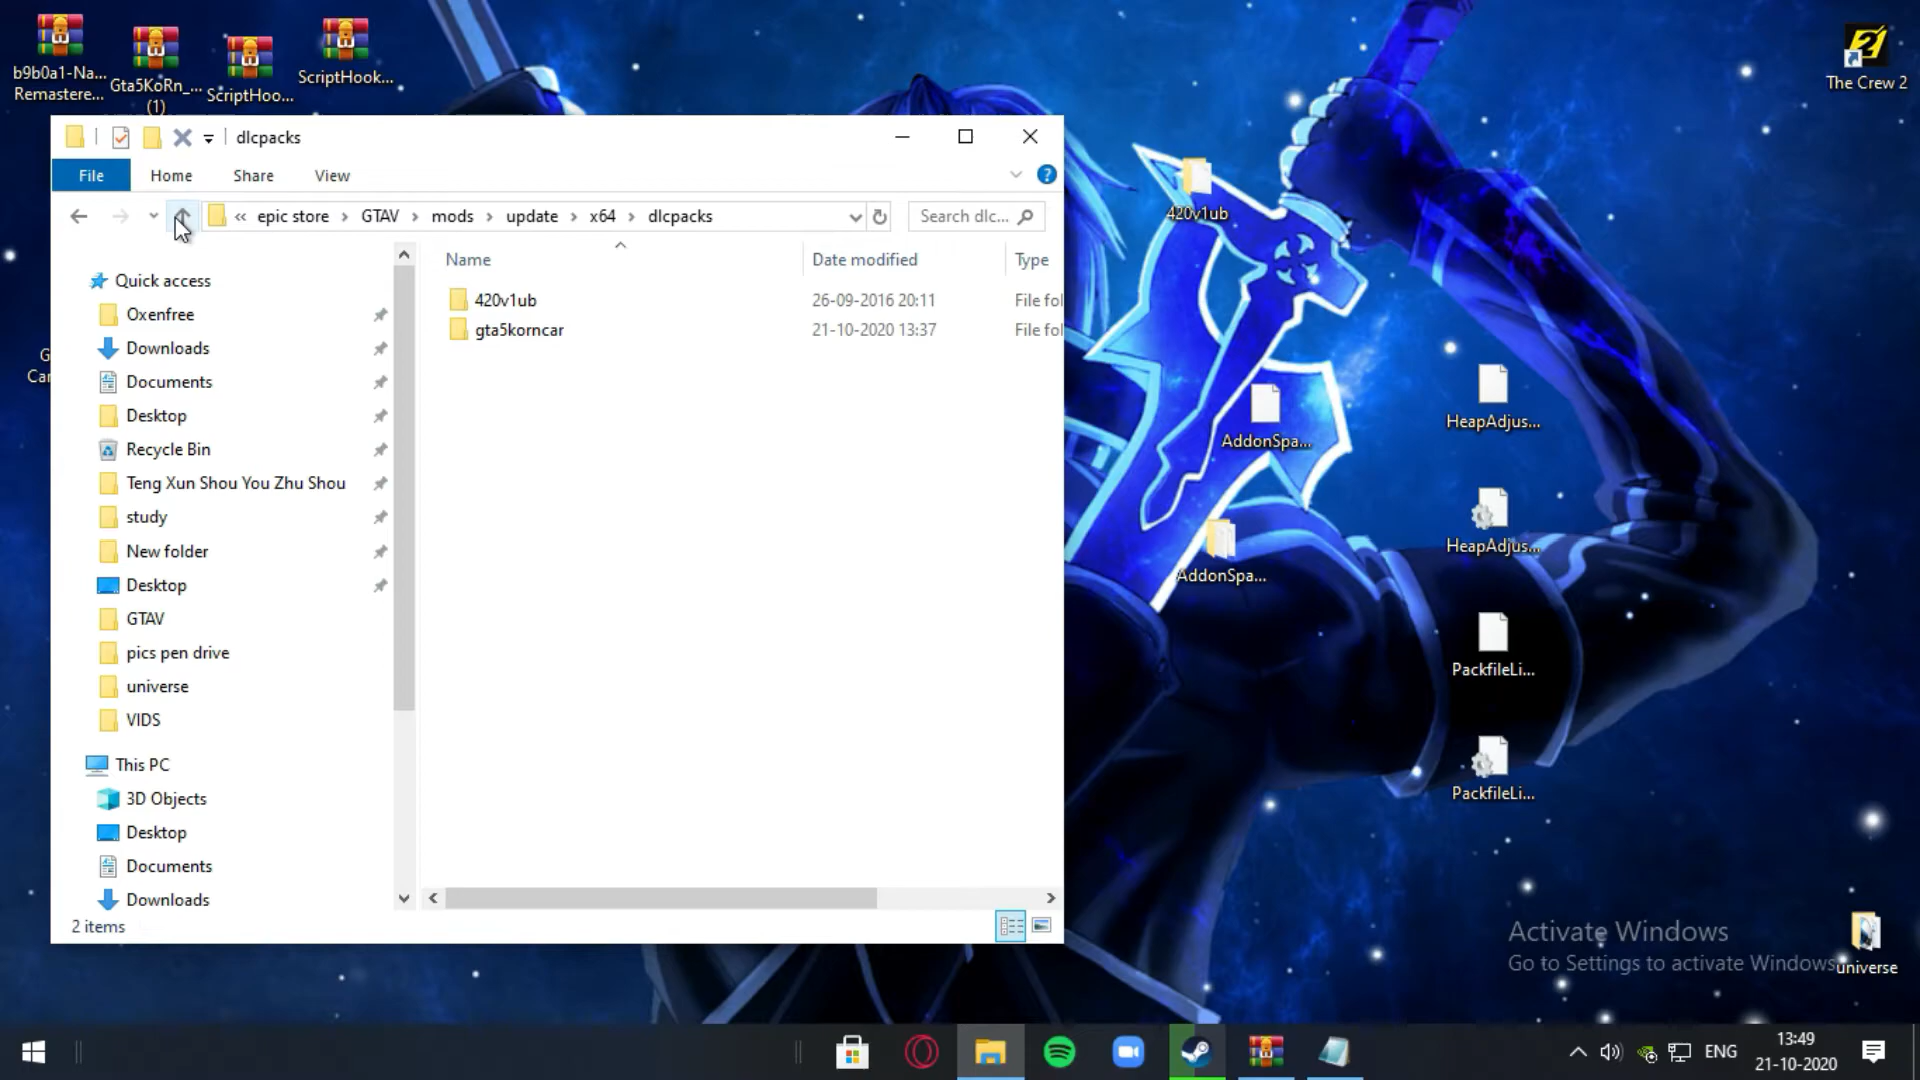 b9b0a1-Na...
Remastere...
Gta5KoRn_...
(1)
ScriptHoo...
ScriptHook...
The Crew 2
dlcpacks
File
Home
Share
View
« epic store > GTAV > mods > update > x64 > dlcpacks
Search dlc...
Name
Date modified
Type
420v1ub
26-09-2016 20:11
File fol
gta5korncar
21-10-2020 13:37
File fol
Quick access
Oxenfree
Downloads
Documents
Desktop
Recycle Bin
Teng Xun Shou You Zhu Shou
study
New folder
Desktop
GTAV
pics pen drive
universe
VIDS
This PC
3D Objects
Desktop
Documents
Downloads
2 items
G
Car
420v1ub
AddonSpa...
AddonSpa...
HeapAdjus...
HeapAdjus...
PackfileLi...
PackfileLi...
Activate Windows
Go to Settings to activate Windows.
universe
ENG
13:49
21-10-2020